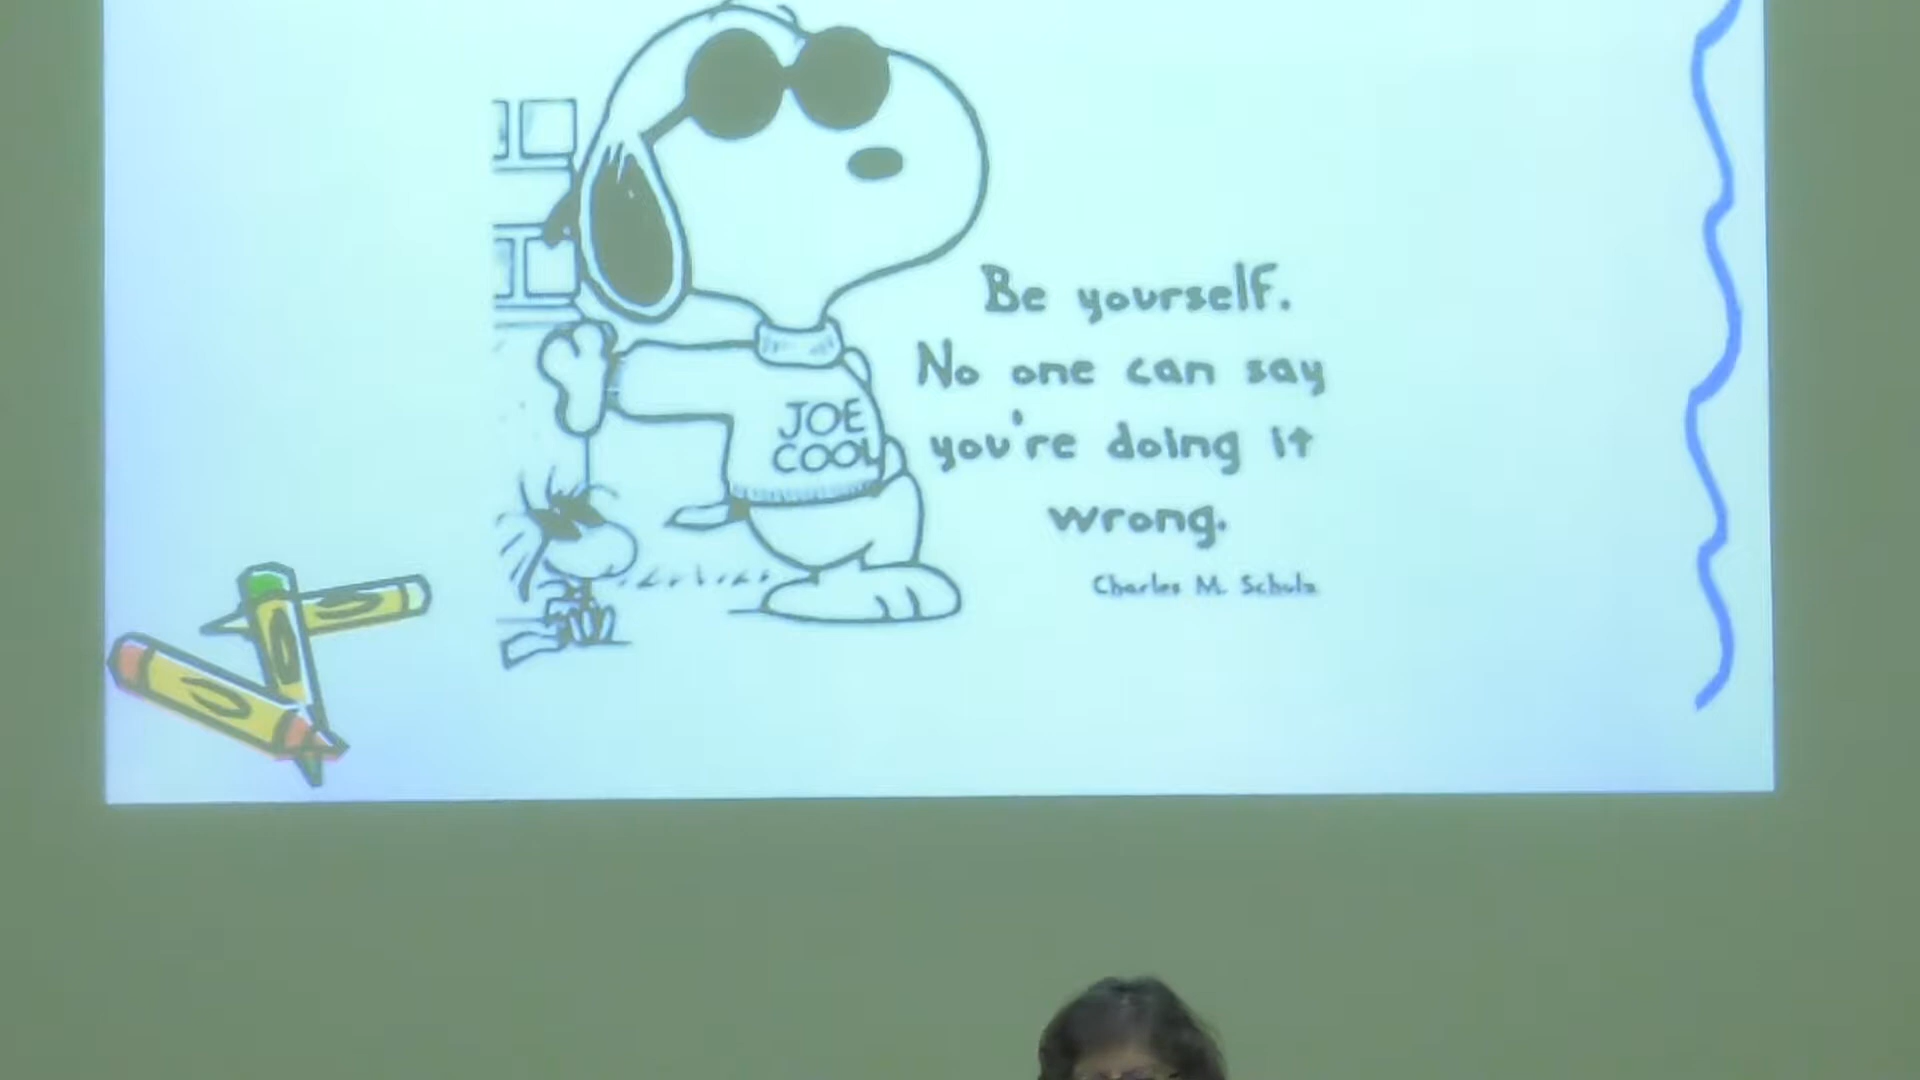 JOE
COOL
Be yourself.
No one can say
you're doing it
wrong.
Charles M. Schulz